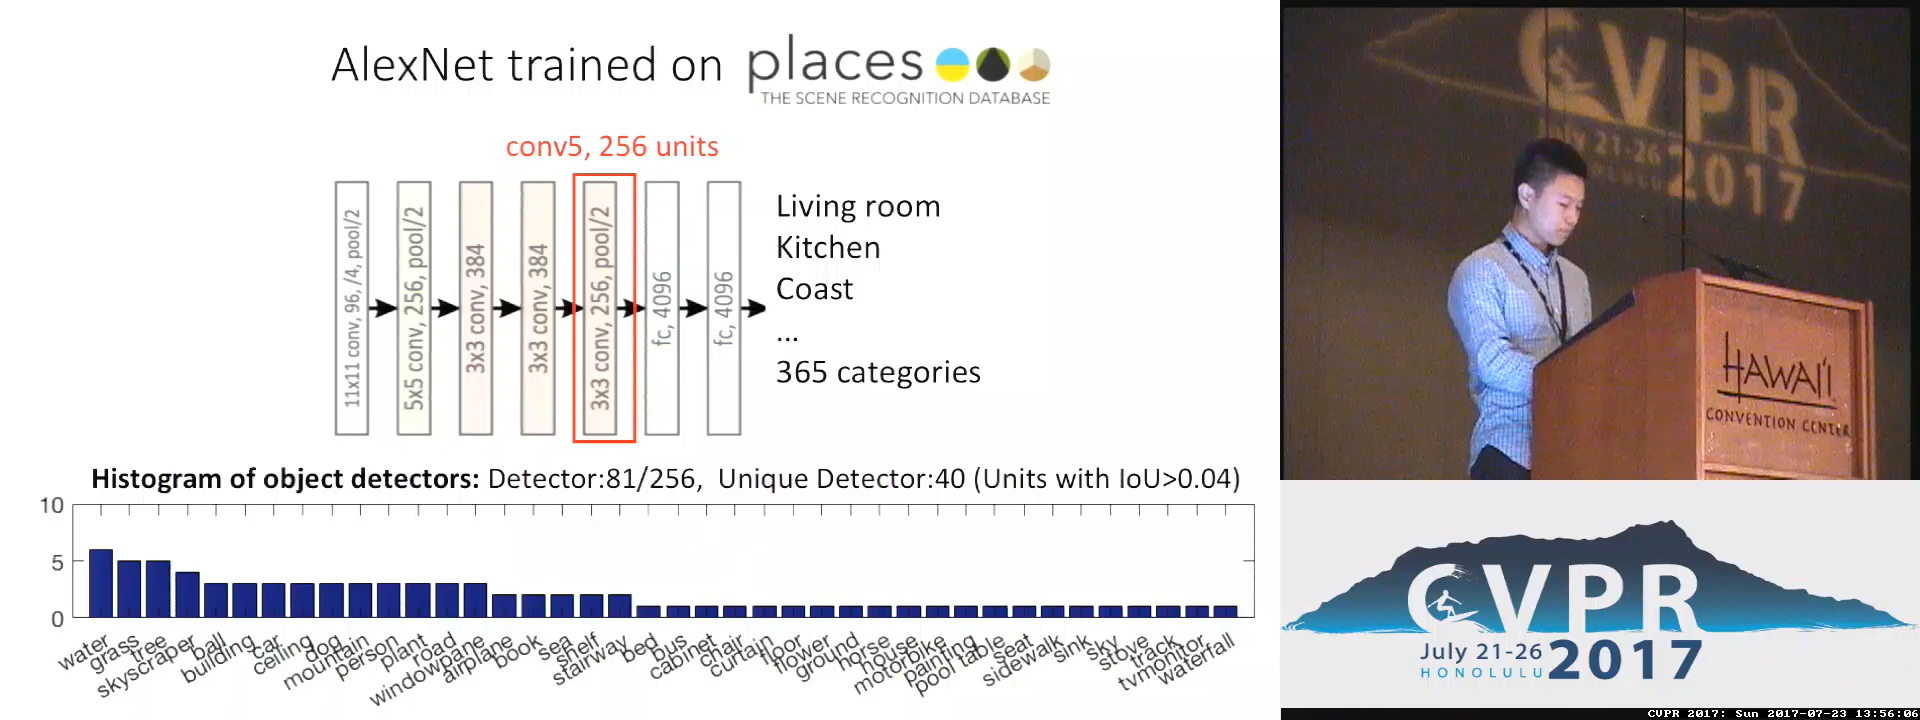 AlexNet trained on places
THE SCENE RECOGNITION DATABASE
conv5, 256 units
11x11 conv, 96, /4, pool/2
5x5 conv, 256, pool/2
3x3 conv, 384
3x3 conv, 384
3x3 conv, 256, pool/2
fc, 4096
fc, 4096
Living room
Kitchen
Coast
...
365 categories
Histogram of object detectors: Detector:81/256, Unique Detector:40 (Units with IoU>0.04)
10
5
0
water
grass
tree
skyscraper
ball
building
car
ceiling
dog
mountain
person
plant
road
windowpane
airplane
book
sea
shelf
stairway
bed
bus
cabinet
chair
curtain
floor
flower
ground
horse
house
motorbike
painting
pool table
seat
sidewalk
sink
sky
stove
track
tvmonitor
waterfall
CVPR
July 21-26
HONOLULU
2017
HAWAI'I
CONVENTION CENTER
CVPR
July 21-26
HONOLULU
2017
CVPR 2017: Sun 2017-07-23 13:56:06